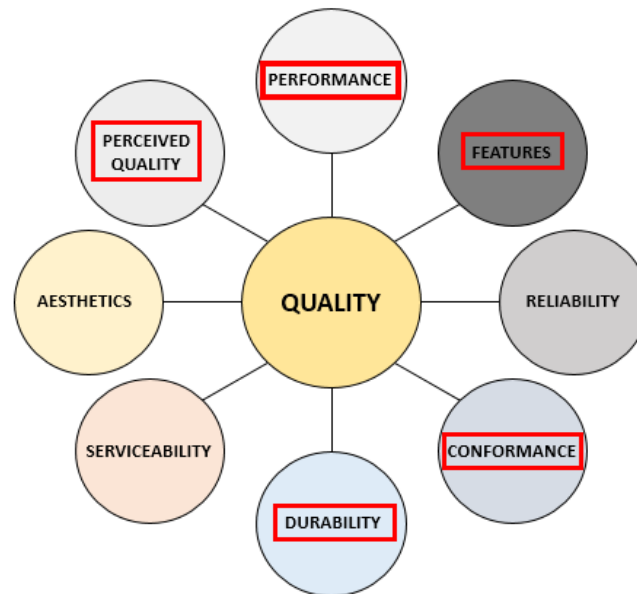 PERFORMANCE
PERCEIVED
QUALITY
FEATURES
AESTHETICS
QUALITY
RELIABILITY
SERVICEABILITY
CONFORMANCE
DURABILITY